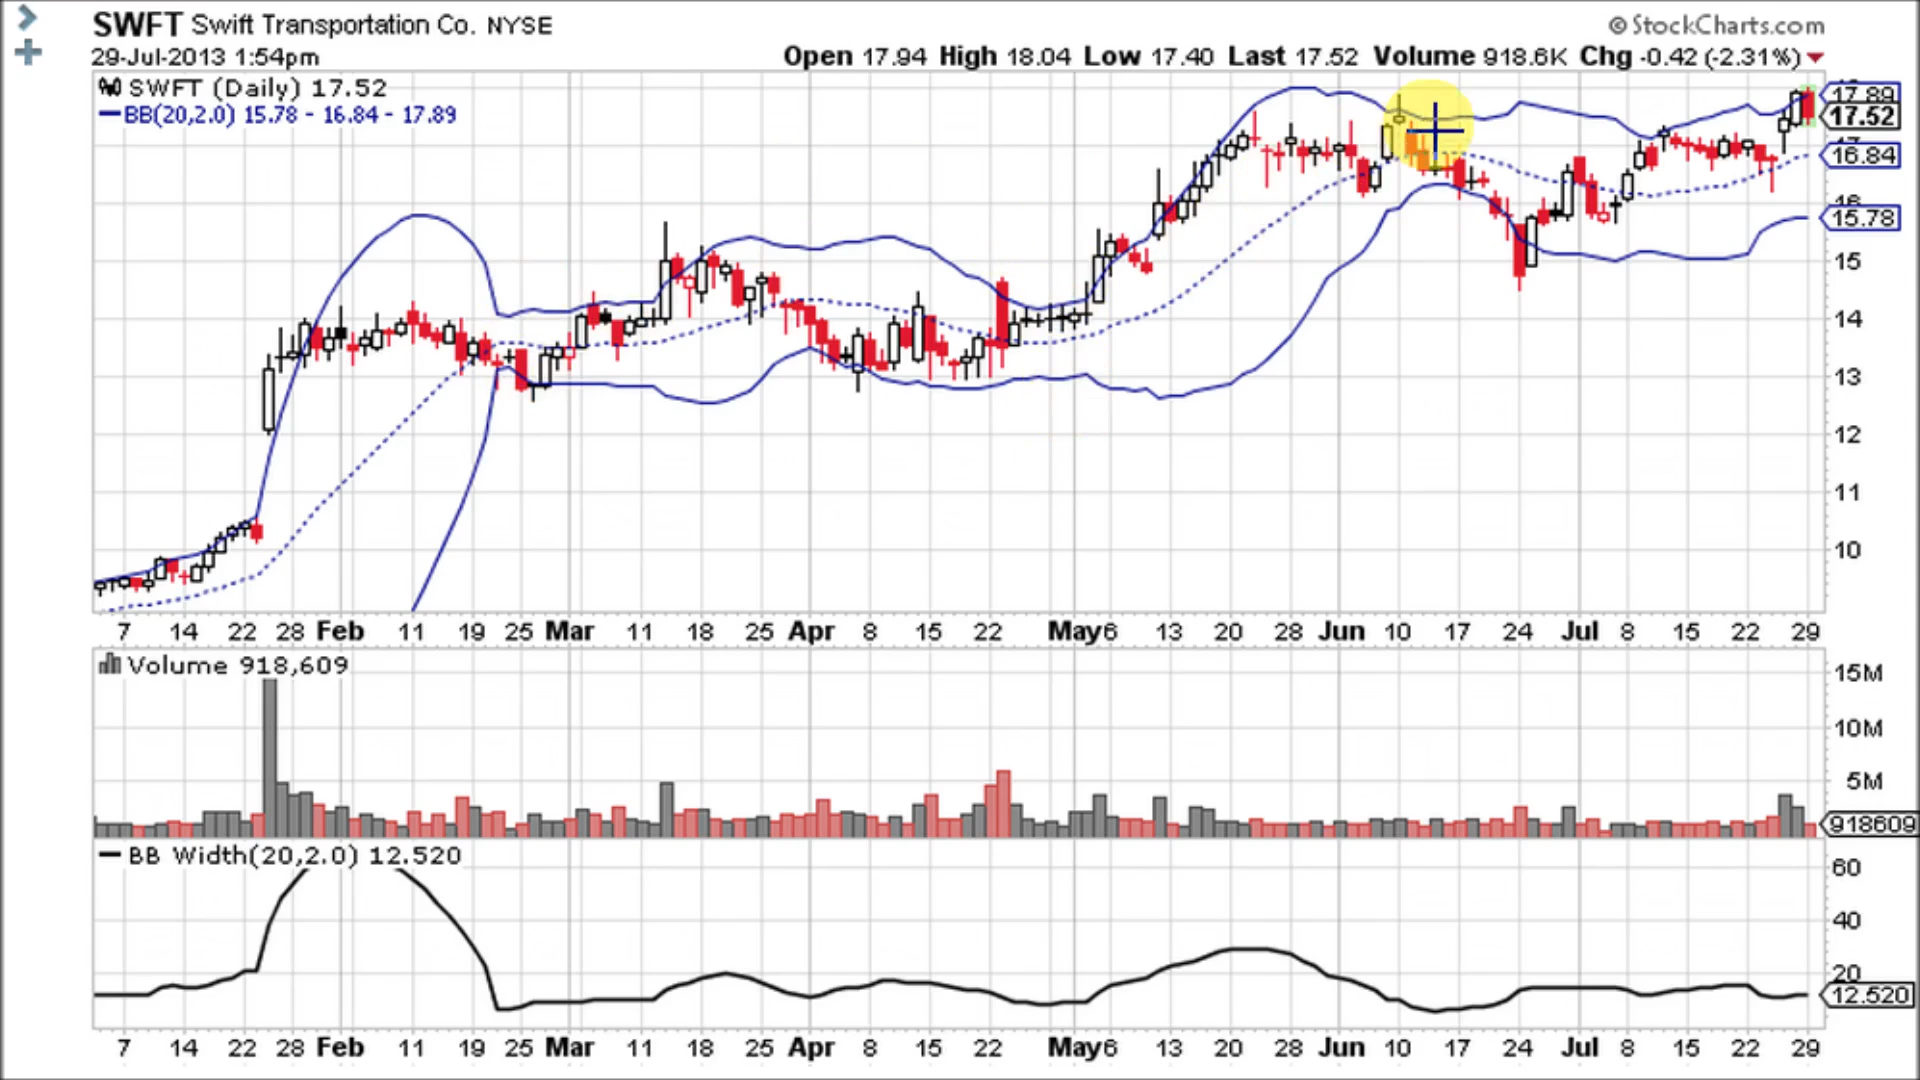 SWFT Swift Transportation Co. NYSE © StockCharts.com
29-Jul-2013 1:54pm Open 17.94 High 18.04 Low 17.40 Last 17.52 Volume 918.6K Chg -0.42 (-2.31%)
SWFT (Daily) 17.52
BB(20,2.0) 15.78 - 16.84 - 17.89
17.89
17.52
16.84
15.78
15
14
13
12
11
10
7 14 22 28 Feb 11 19 25 Mar 11 18 25 Apr 8 15 22 May 6 13 20 28 Jun 10 17 24 Jul 8 15 22 29
Volume 918,609
15M
10M
5M
918609
BB Width(20,2.0) 12.520
60
40
20
12.520
7 14 22 28 Feb 11 19 25 Mar 11 18 25 Apr 8 15 22 May 6 13 20 28 Jun 10 17 24 Jul 8 15 22 29